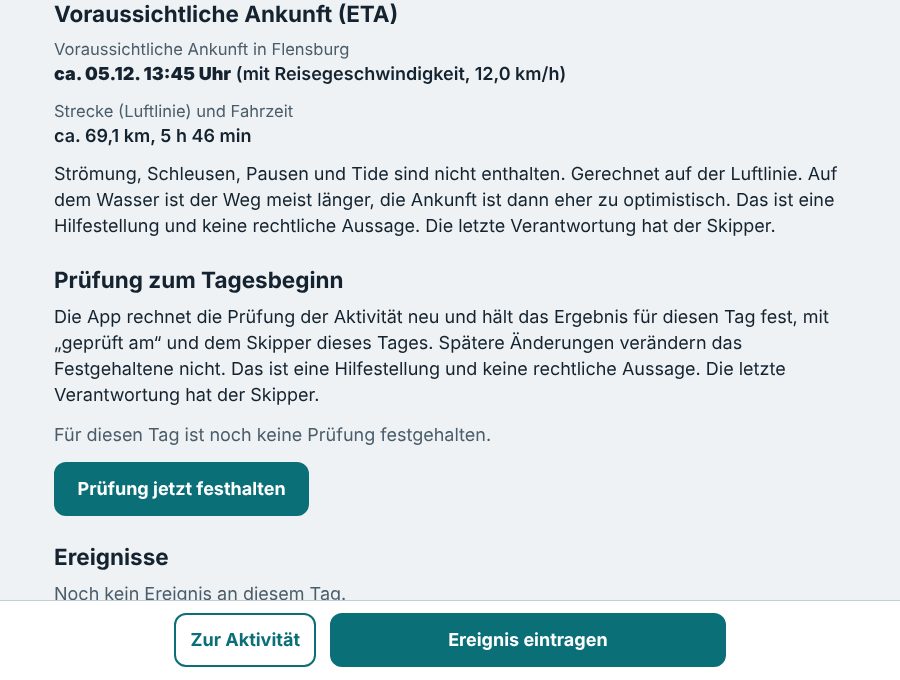 Voraussichtliche Ankunft (ETA)
Voraussichtliche Ankunft in Flensburg
ca. 05.12. 13:45 Uhr (mit Reisegeschwindigkeit, 12,0 km/h)
Strecke (Luftlinie) und Fahrzeit
ca. 69,1 km, 5 h 46 min
Strömung, Schleusen, Pausen und Tide sind nicht enthalten. Gerechnet auf der Luftlinie. Auf
dem Wasser ist der Weg meist länger, die Ankunft ist dann eher zu optimistisch. Das ist eine
Hilfestellung und keine rechtliche Aussage. Die letzte Verantwortung hat der Skipper.
Prüfung zum Tagesbeginn
Die App rechnet die Prüfung der Aktivität neu und hält das Ergebnis für diesen Tag fest, mit
„geprüft am“ und dem Skipper dieses Tages. Spätere Änderungen verändern das
Festgehaltene nicht. Das ist eine Hilfestellung und keine rechtliche Aussage. Die letzte
Verantwortung hat der Skipper.
Für diesen Tag ist noch keine Prüfung festgehalten.
Prüfung jetzt festhalten
Ereignisse
Noch kein Ereignis an diesem Tag.
Zur Aktivität
Ereignis eintragen